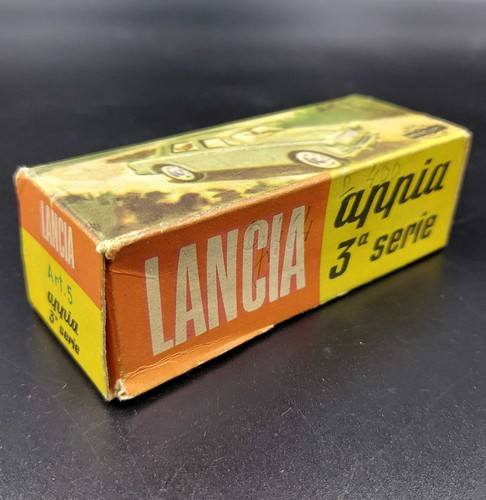 LANCIA
Art. 5
appia
3ª serie
LANCIA
appia
3ª serie